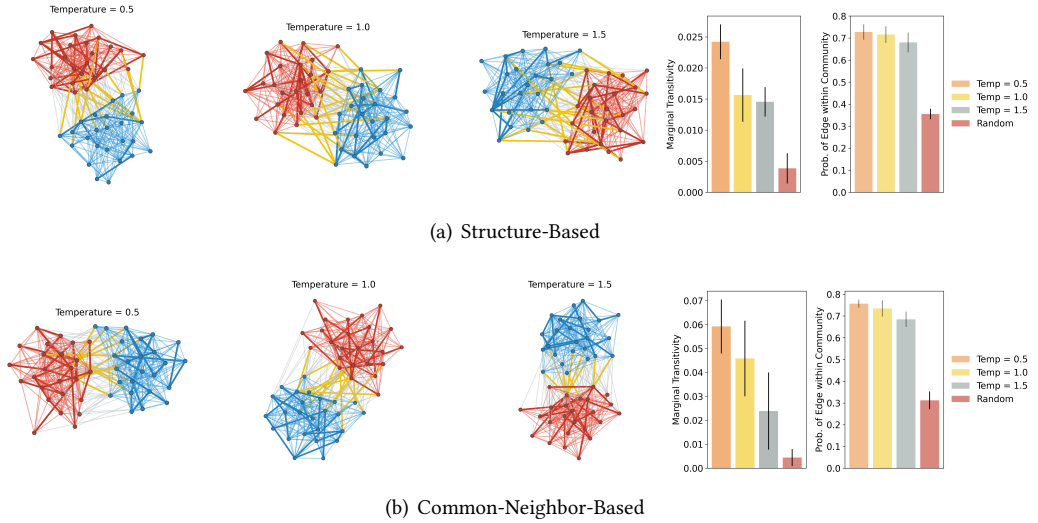 Temperature = 0.5
Temperature = 1.0
Temperature = 1.5
Marginal Transitivity
0.025
0.020
0.015
0.010
0.005
0.000
Prob. of Edge within Community
0.8
0.7
0.6
0.5
0.4
0.3
0.2
0.1
0.0
Temp = 0.5
Temp = 1.0
Temp = 1.5
Random
(a) Structure-Based
Temperature = 0.5
Temperature = 1.0
Temperature = 1.5
Marginal Transitivity
0.07
0.06
0.05
0.04
0.03
0.02
0.01
0.00
Prob. of Edge within Community
0.8
0.7
0.6
0.5
0.4
0.3
0.2
0.1
0.0
Temp = 0.5
Temp = 1.0
Temp = 1.5
Random
(b) Common-Neighbor-Based